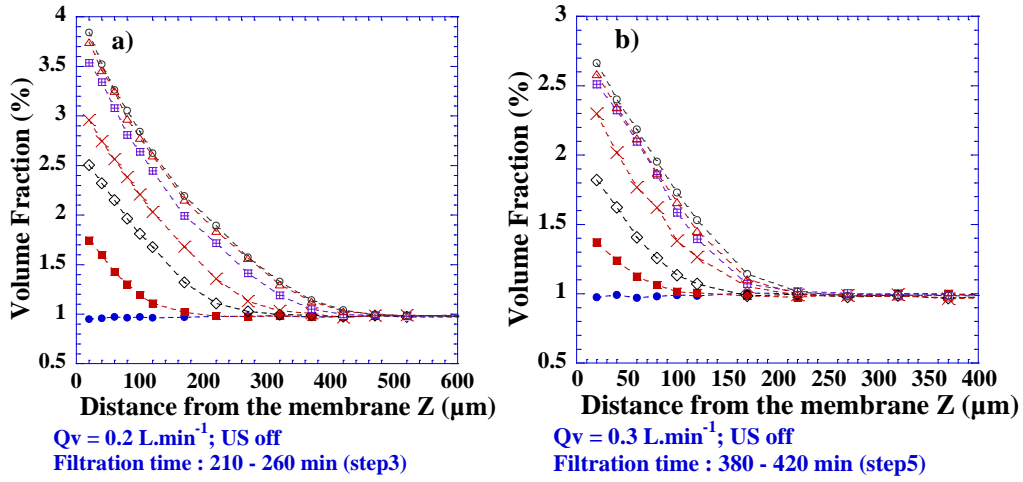 a)
Volume Fraction (%)
4
3.5
3
2.5
2
1.5
1
0.5
0 100 200 300 400 500 600
Distance from the membrane Z (µm)
Qv = 0.2 L.min-1; US off
Filtration time : 210 - 260 min (step3)
b)
Volume Fraction (%)
3
2.5
2
1.5
1
0.5
0 50 100 150 200 250 300 350 400
Distance from the membrane Z (µm)
Qv = 0.3 L.min-1; US off
Filtration time : 380 - 420 min (step5)